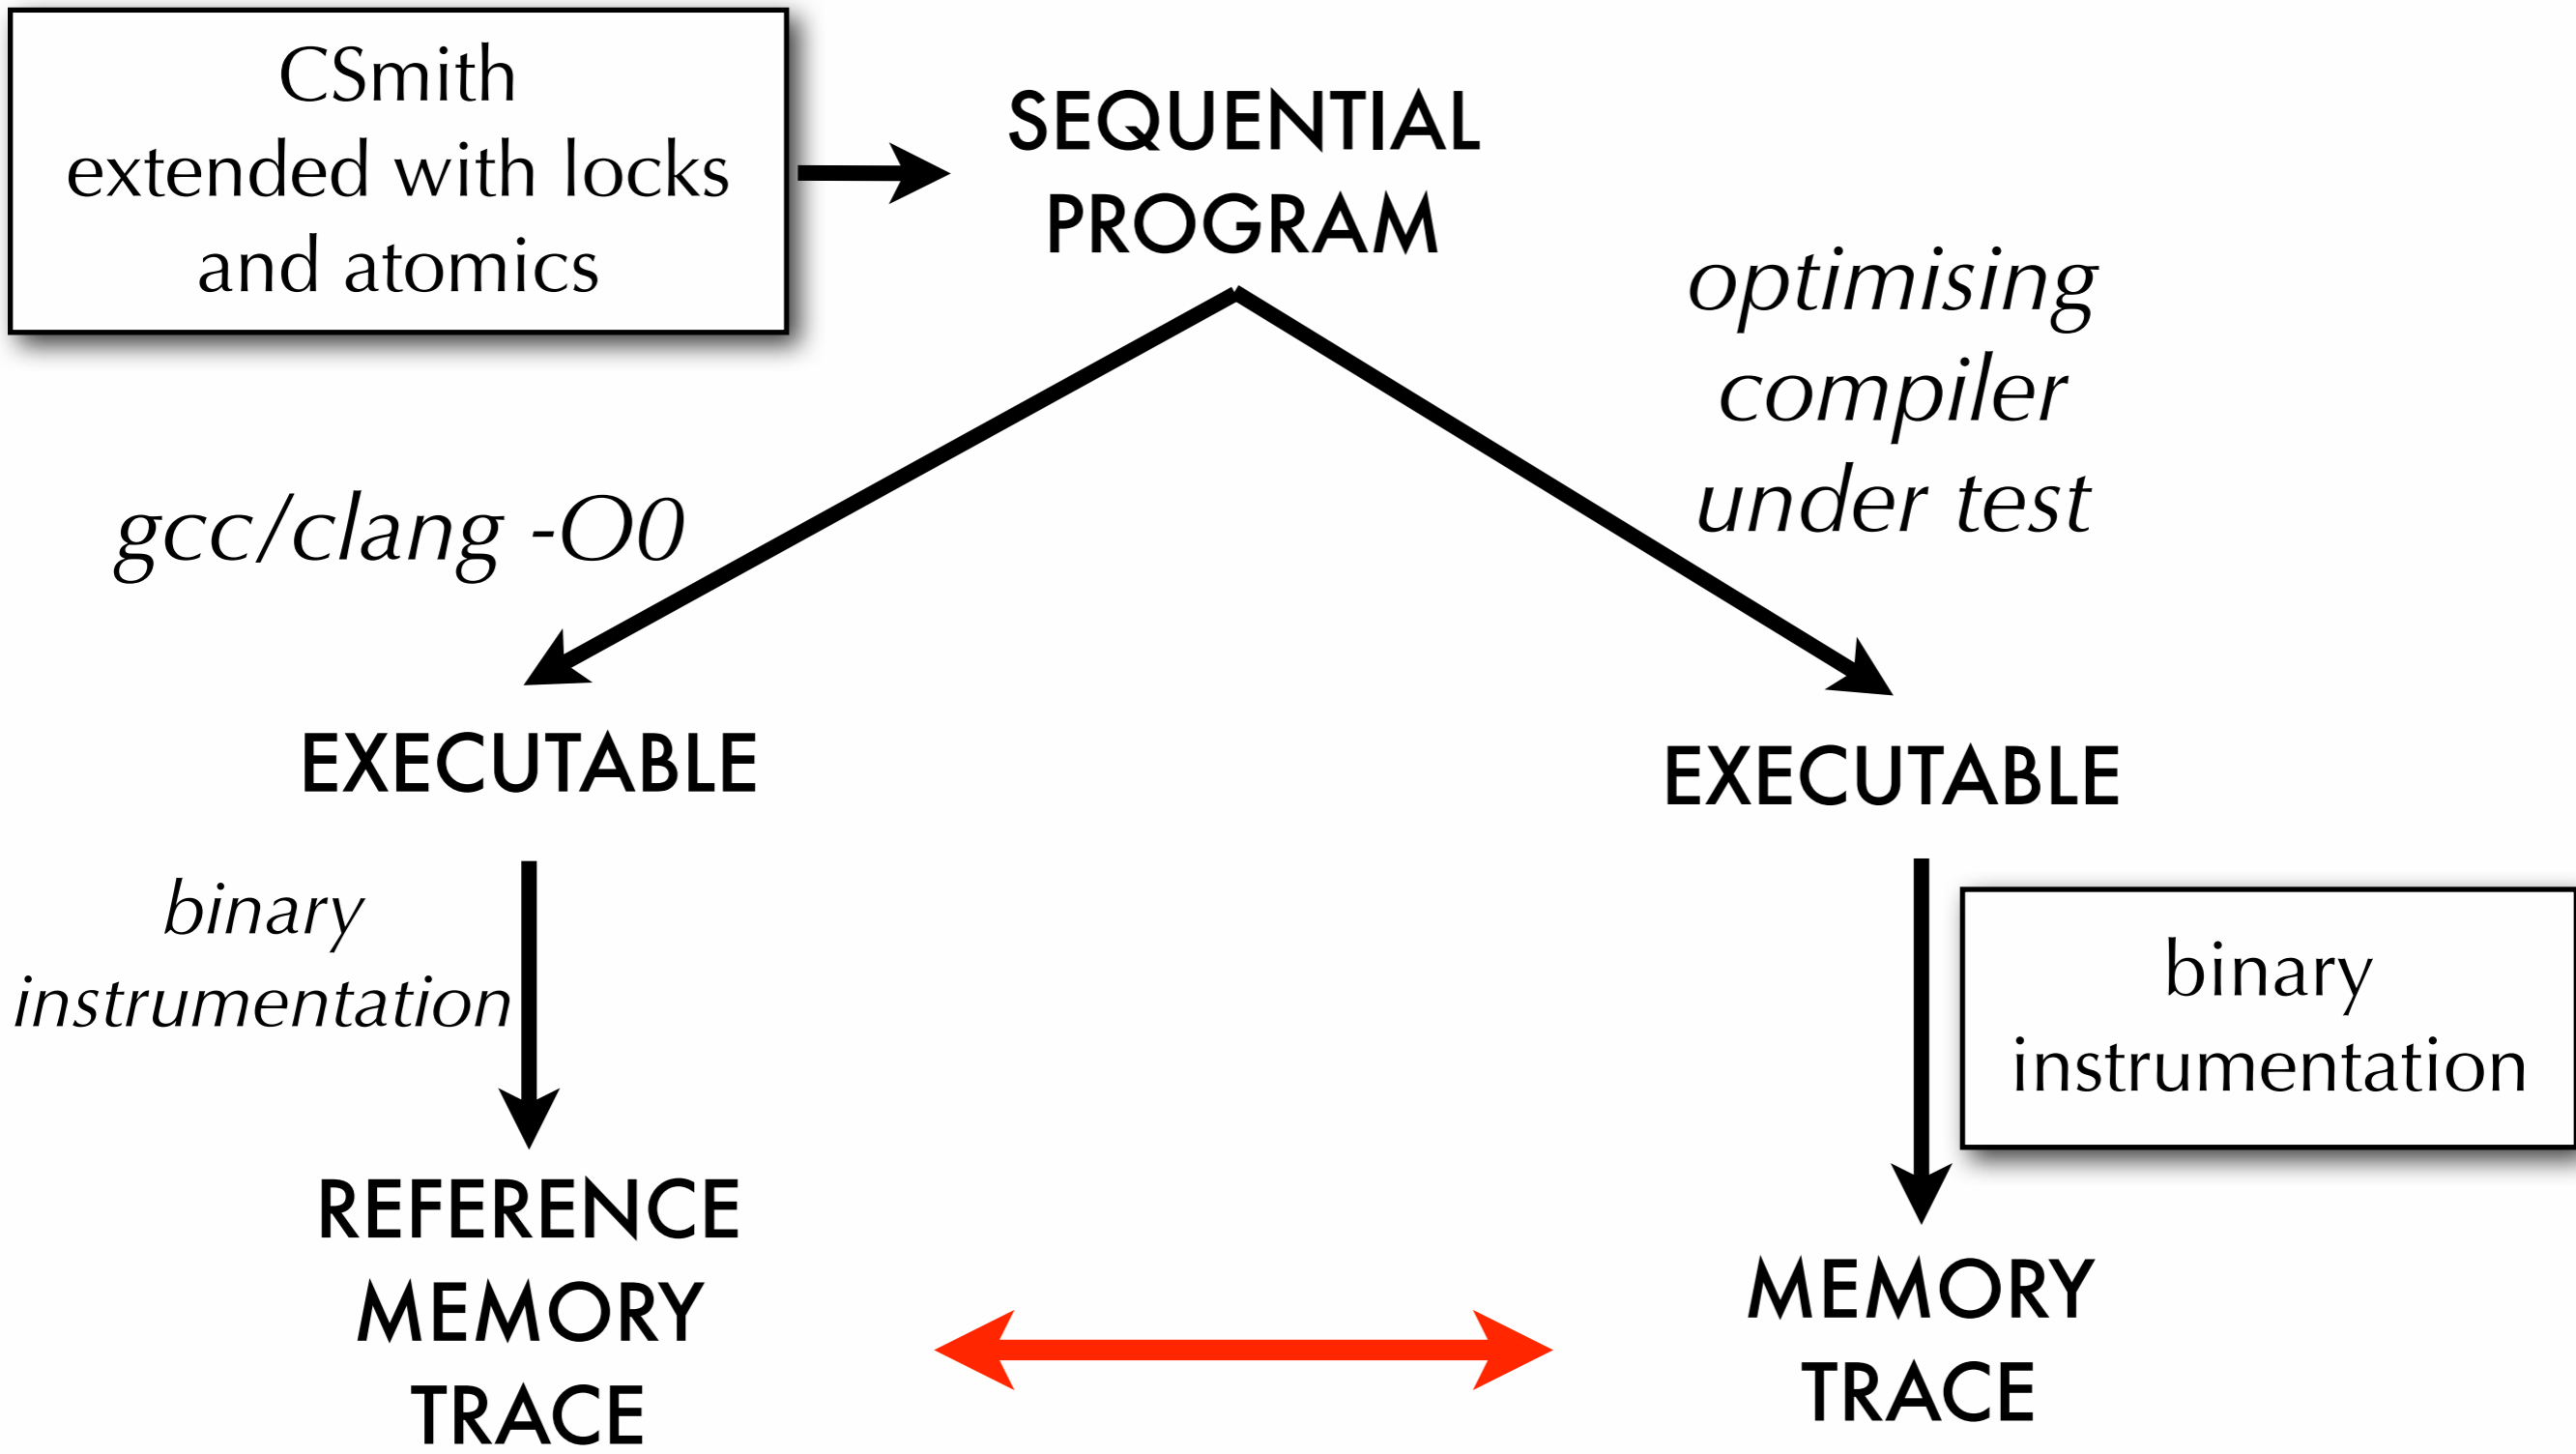 CSmith
extended with locks
and atomics
SEQUENTIAL
PROGRAM
optimising
compiler
under test
gcc/clang -O0
EXECUTABLE
EXECUTABLE
binary
instrumentation
binary
instrumentation
REFERENCE
MEMORY
TRACE
MEMORY
TRACE